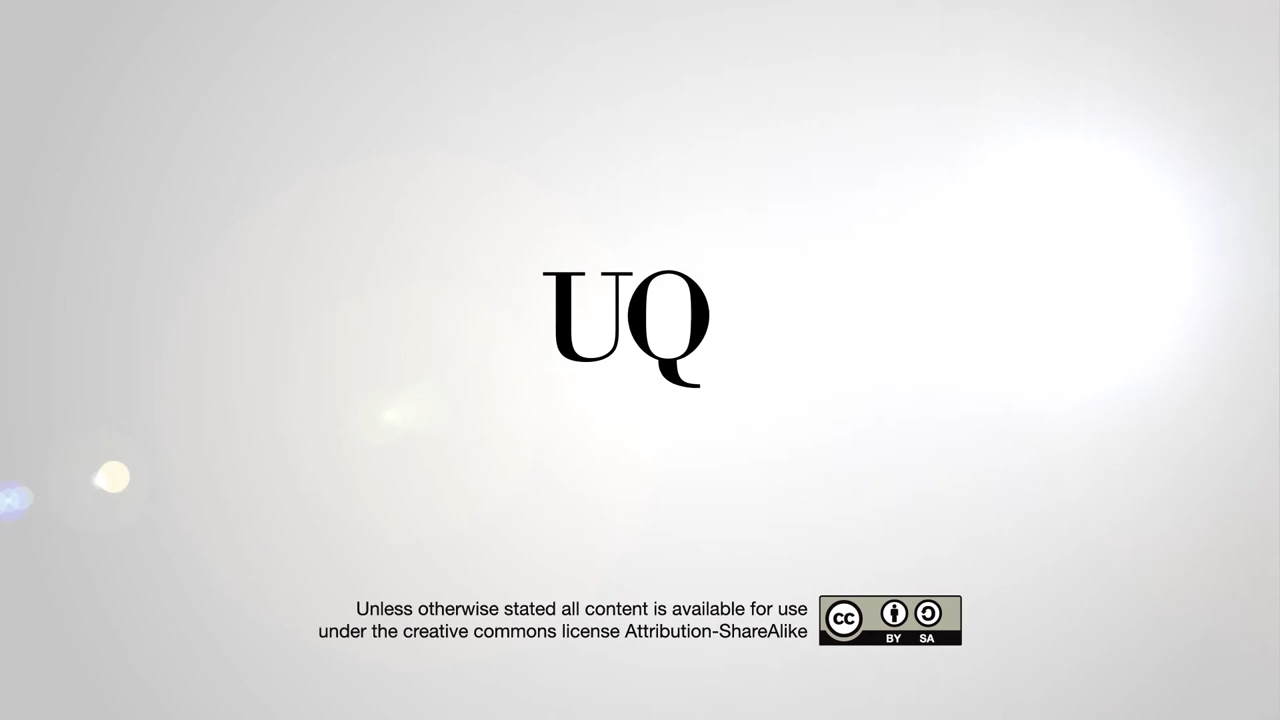 UQ
Unless otherwise stated all content is available for use
under the creative commons license Attribution-ShareAlike
cc
BY SA